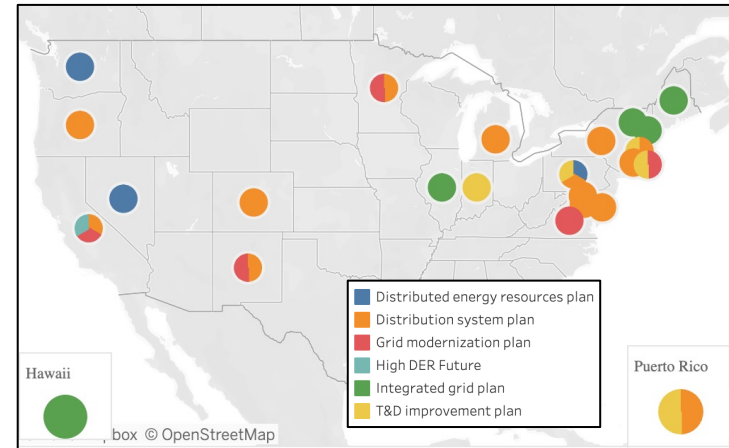 Distributed energy resources plan
Distribution system plan
Grid modernization plan
High DER Future
Integrated grid plan
T&D improvement plan
Hawaii
Puerto Rico
box © OpenStreetMap